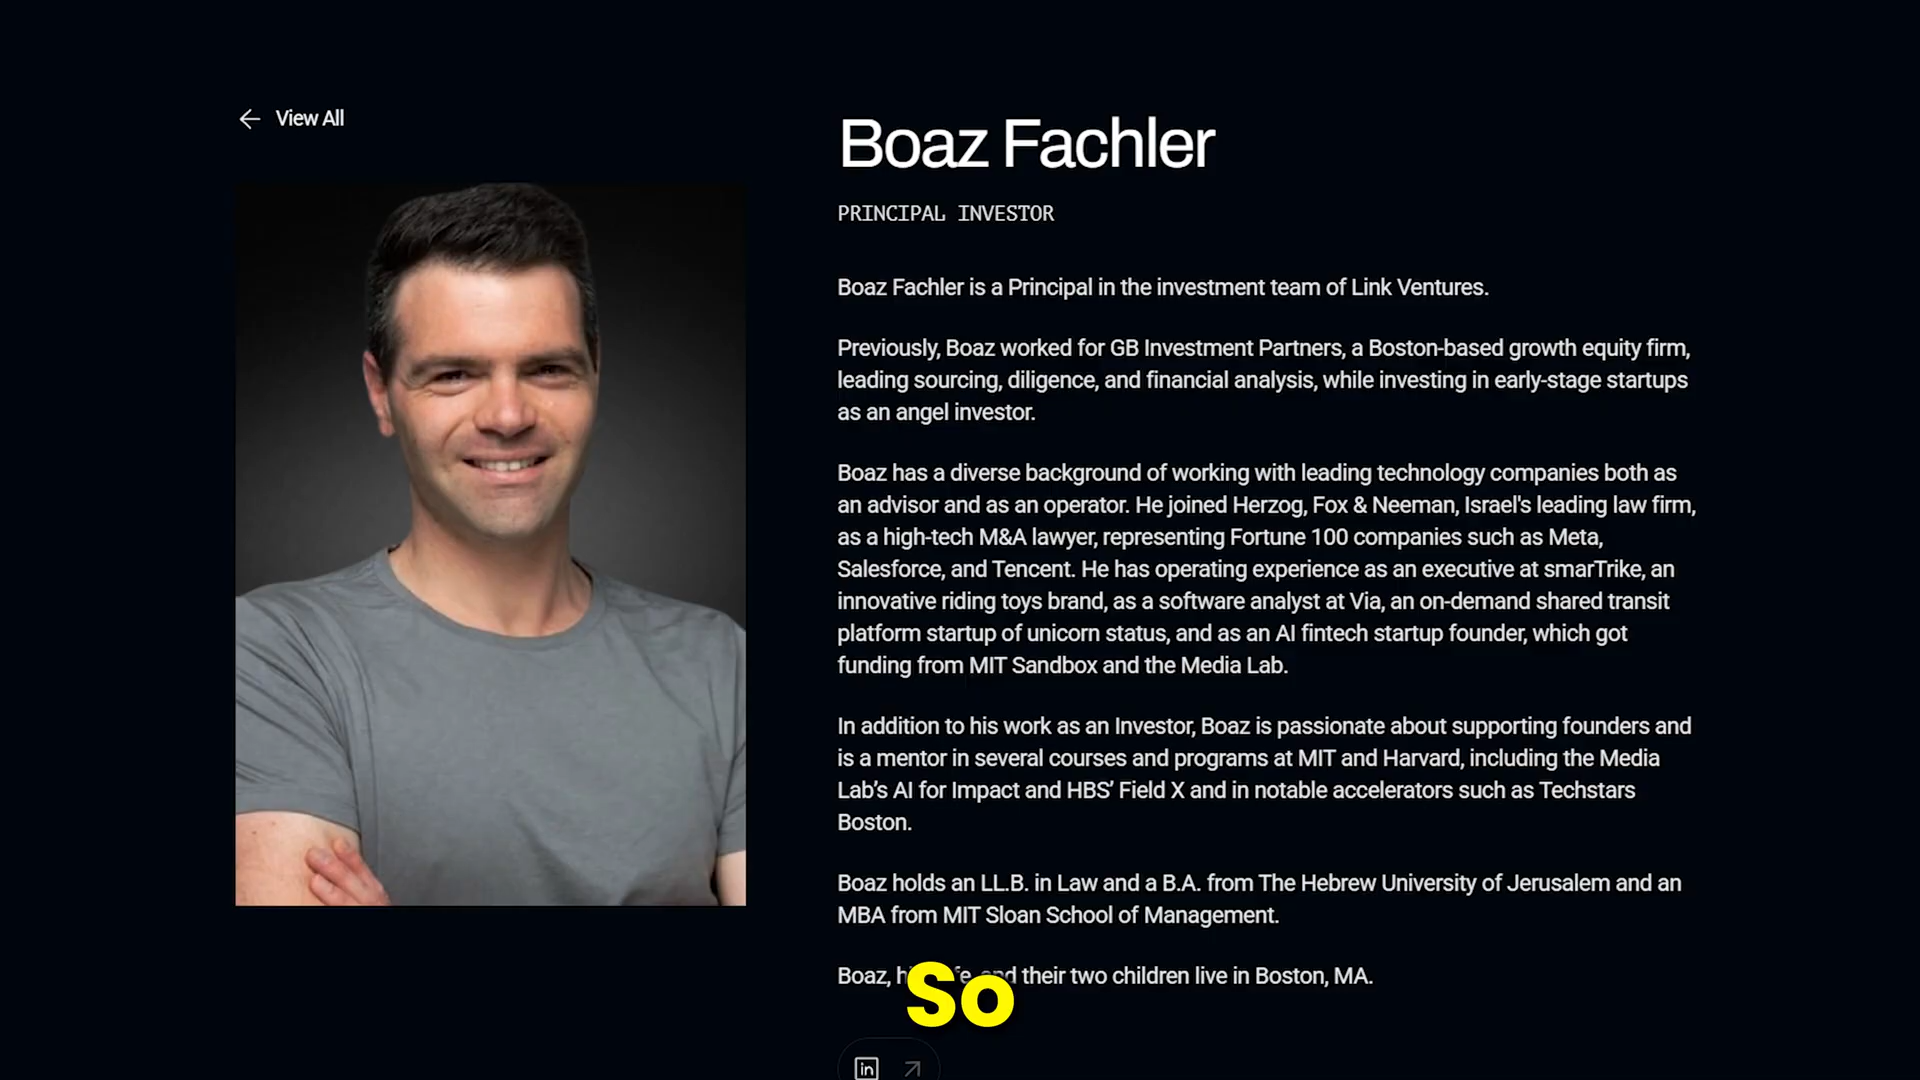 View All
Boaz Fachler
PRINCIPAL INVESTOR
Boaz Fachler is a Principal in the investment team of Link Ventures.
Previously, Boaz worked for GB Investment Partners, a Boston-based growth equity firm,
leading sourcing, diligence, and financial analysis, while investing in early-stage startups
as an angel investor.
Boaz has a diverse background of working with leading technology companies both as
an advisor and as an operator. He joined Herzog, Fox & Neeman, Israel's leading law firm,
as a high-tech M&A lawyer, representing Fortune 100 companies such as Meta,
Salesforce, and Tencent. He has operating experience as an executive at smarTrike, an
innovative riding toys brand, as a software analyst at Via, an on-demand shared transit
platform startup of unicorn status, and as an AI fintech startup founder, which got
funding from MIT Sandbox and the Media Lab.
In addition to his work as an Investor, Boaz is passionate about supporting founders and
is a mentor in several courses and programs at MIT and Harvard, including the Media
Lab’s AI for Impact and HBS’ Field X and in notable accelerators such as Techstars
Boston.
Boaz holds an LL.B. in Law and a B.A. from The Hebrew University of Jerusalem and an
MBA from MIT Sloan School of Management.
Boaz, their two children live in Boston, MA.
So
in